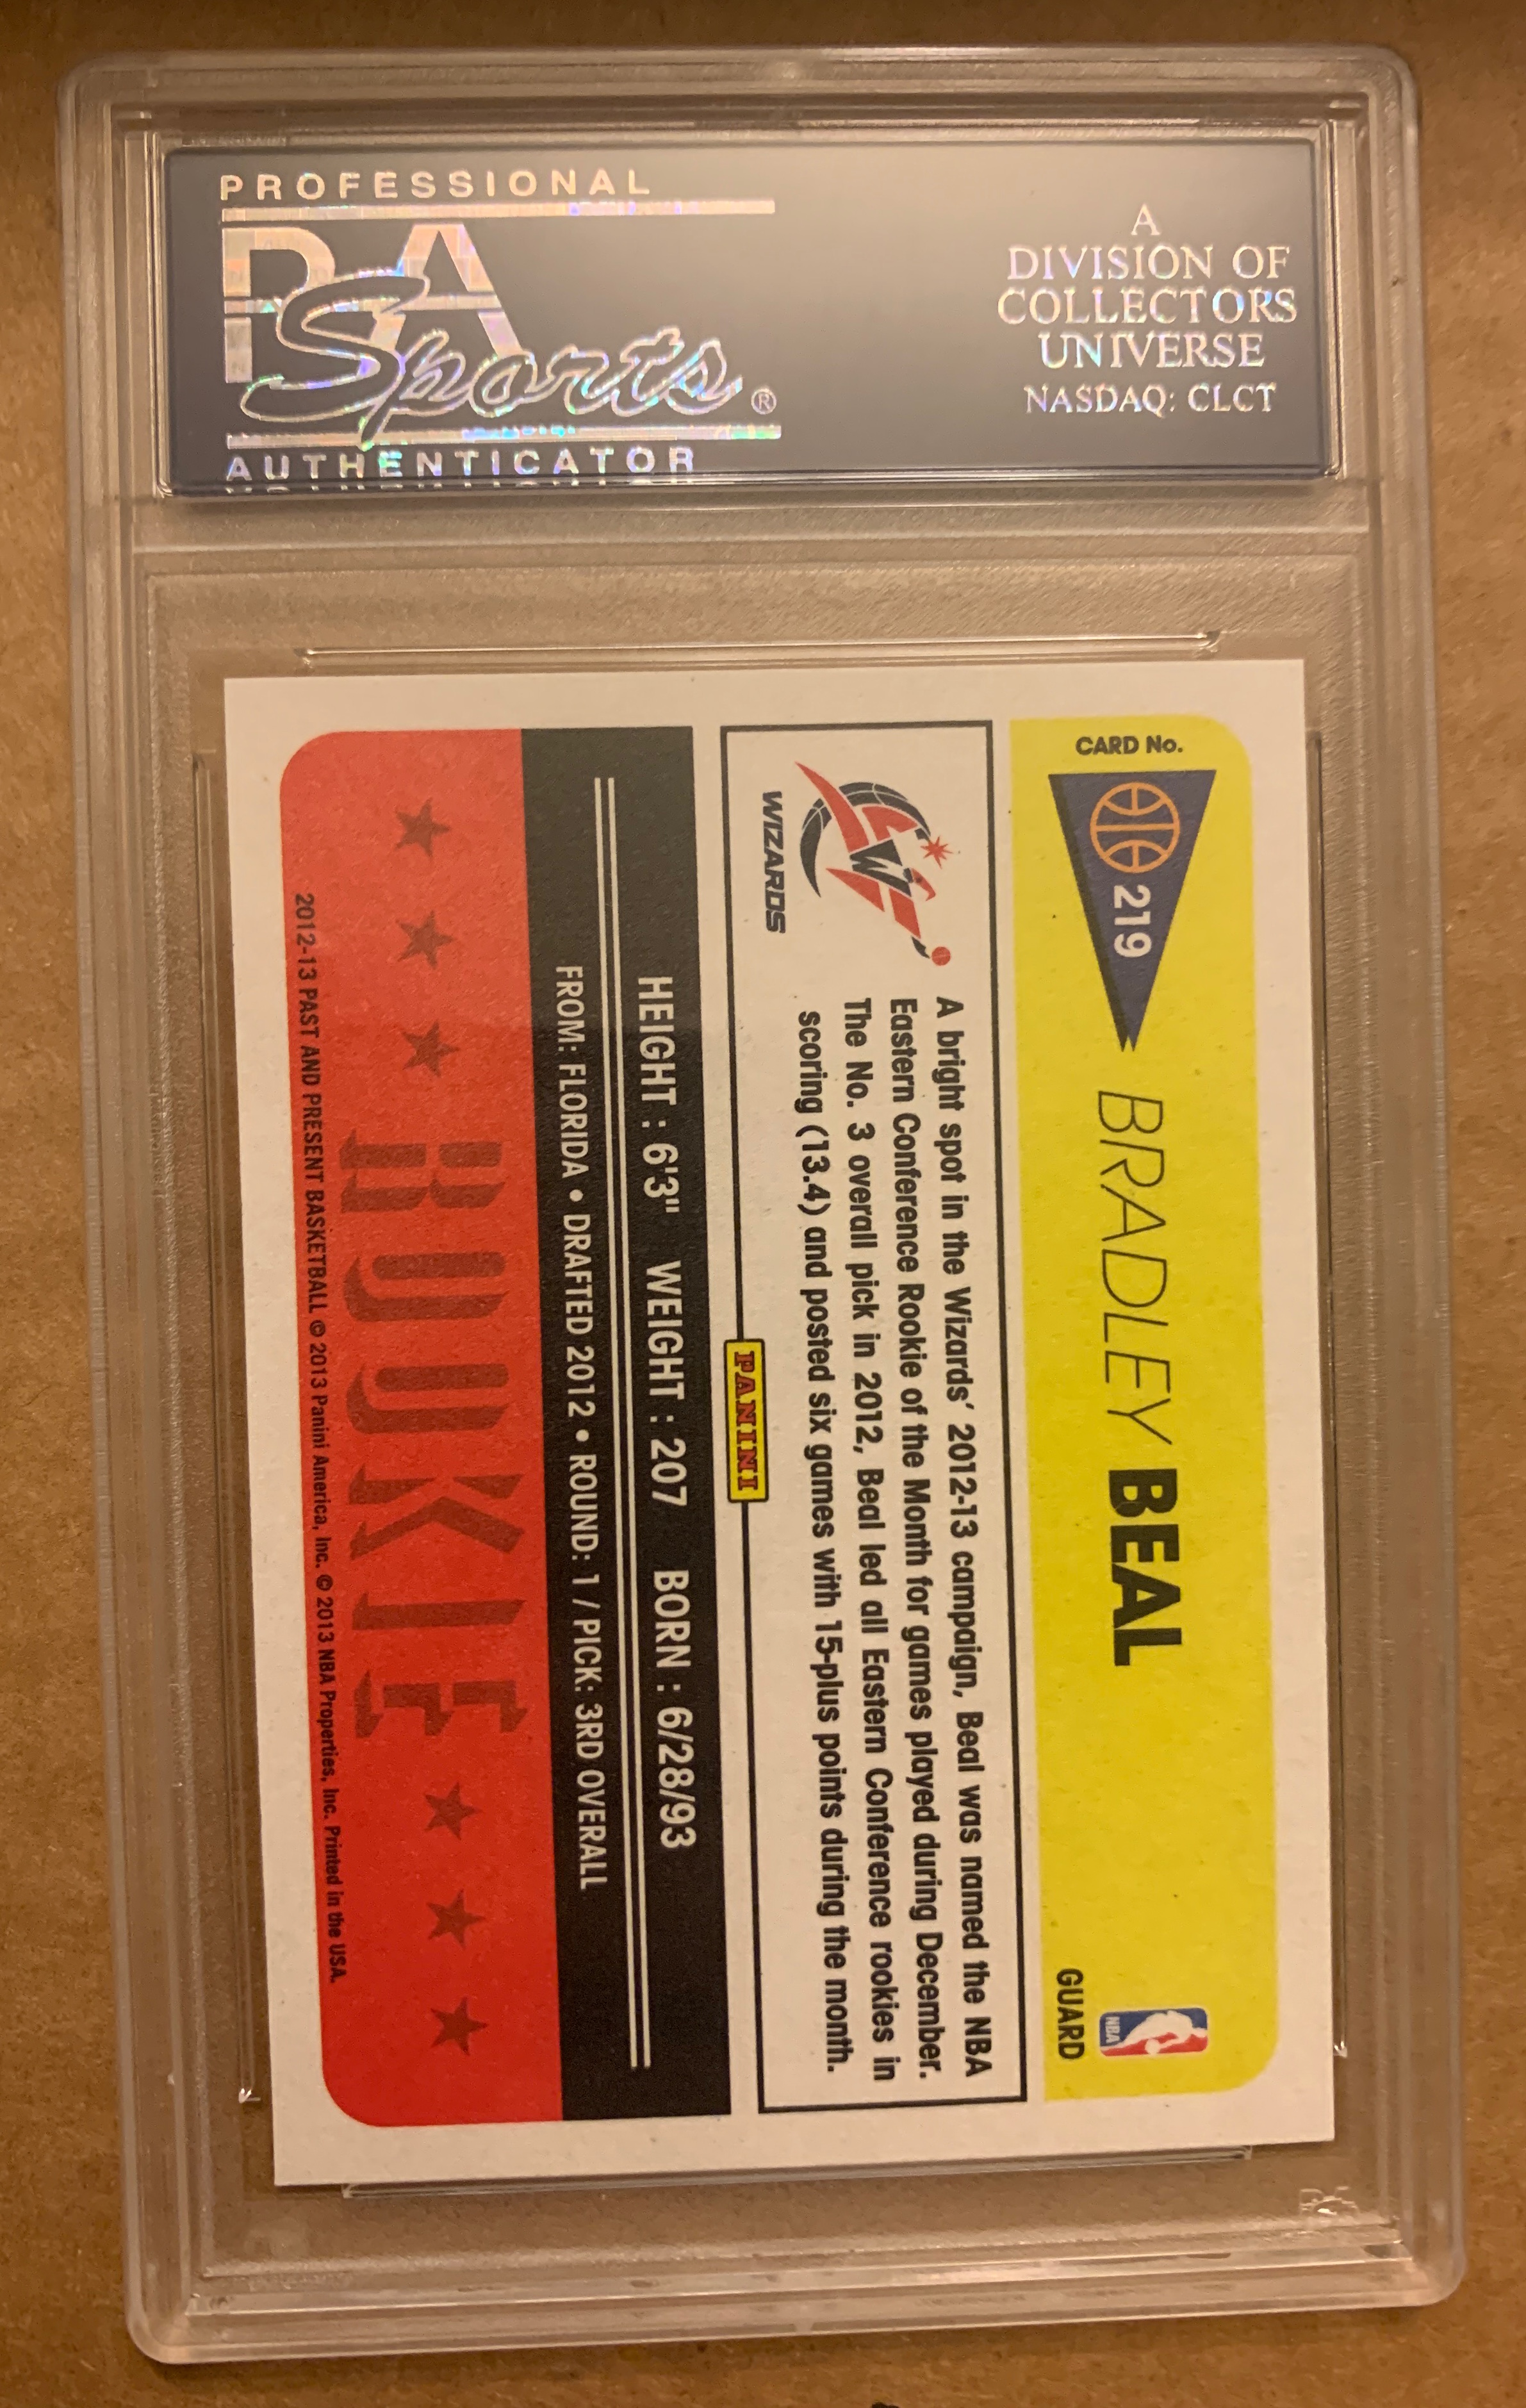 PROFESSIONAL
PSA
Sports®
AUTHENTICATOR
A
DIVISION OF
COLLECTORS
UNIVERSE
NASDAQ: CLCT
CARD No.
219
BRADLEY BEAL
NBA
GUARD
W
WIZARDS
A bright spot in the Wizards' 2012-13 campaign, Beal was named the NBA
Eastern Conference Rookie of the Month for games played during December.
The No. 3 overall pick in 2012, Beal led all Eastern Conference rookies in
scoring (13.4) and posted six games with 15-plus points during the month.
PANINI
HEIGHT : 6'3" WEIGHT : 207 BORN : 6/28/93
FROM: FLORIDA • DRAFTED 2012 • ROUND: 1 / PICK: 3RD OVERALL
ROOKIE
2012-13 PAST AND PRESENT BASKETBALL © 2013 Panini America, Inc. © 2013 NBA Properties, Inc. Printed in the USA.